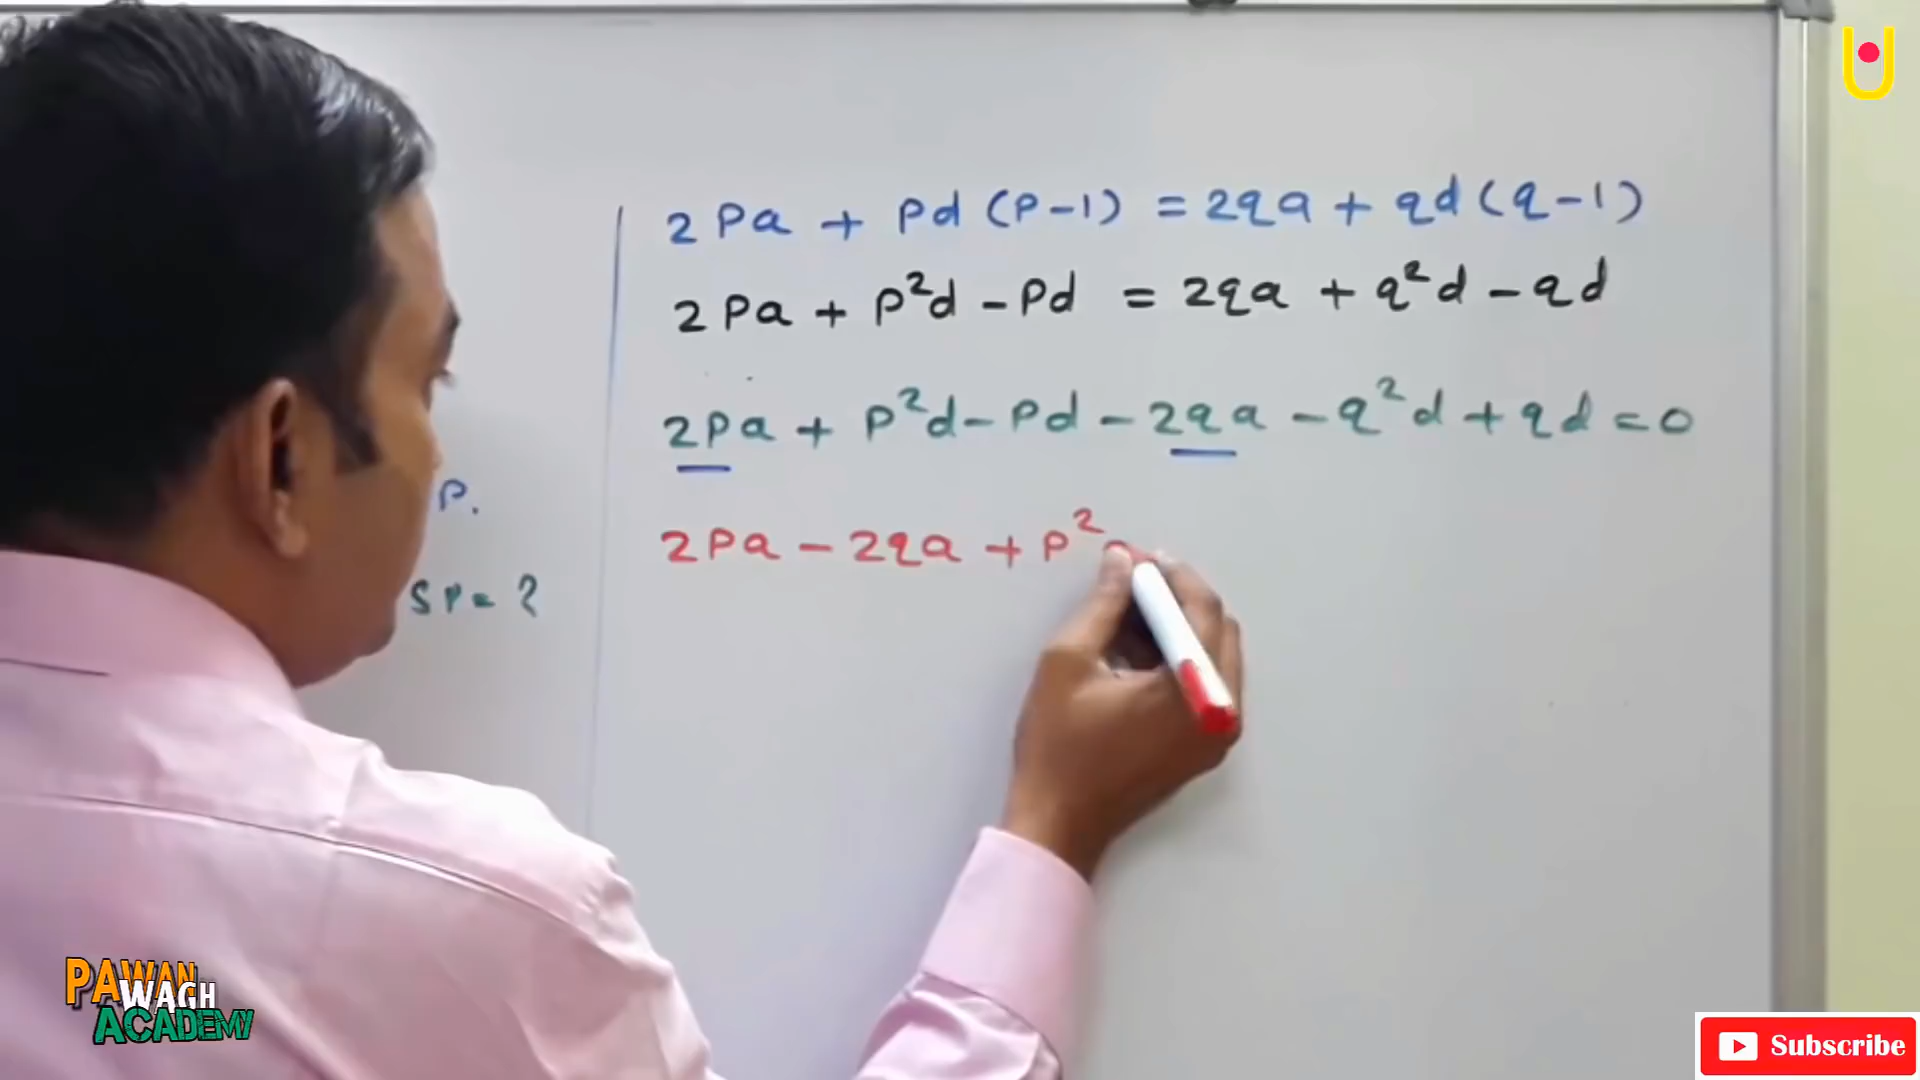 2Pa + Pd (P-1) = 2qa + qd (q-1)
2Pa + P²d - Pd = 2qa + q²d - qd
2Pa + P²d - Pd - 2qa - q²d + qd = 0
P.
2Pa - 2qa + P²
SP = ?
PAWAN
WAGH
ACADEMY
Subscribe